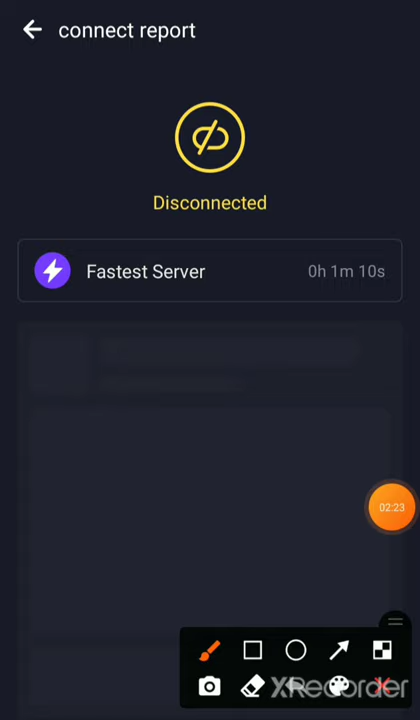 connect report
Disconnected
Fastest Server 0h 1m 10s
02:23
XRecorder